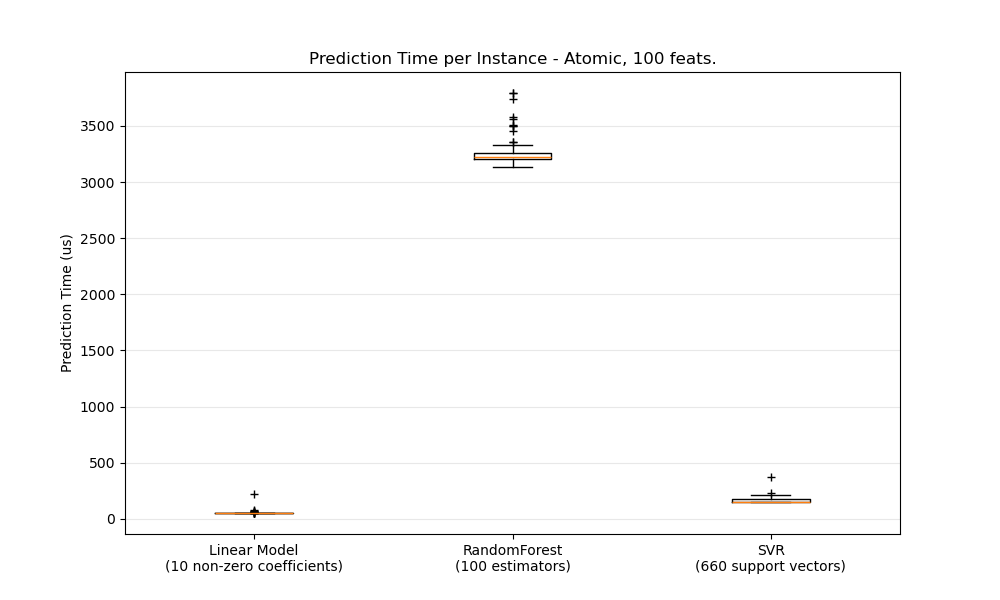 Prediction Time per Instance - Atomic, 100 feats.
Prediction Time (us)
3500
3000
2500
2000
1500
1000
500
0
Linear Model
(10 non-zero coefficients)
RandomForest
(100 estimators)
SVR
(660 support vectors)